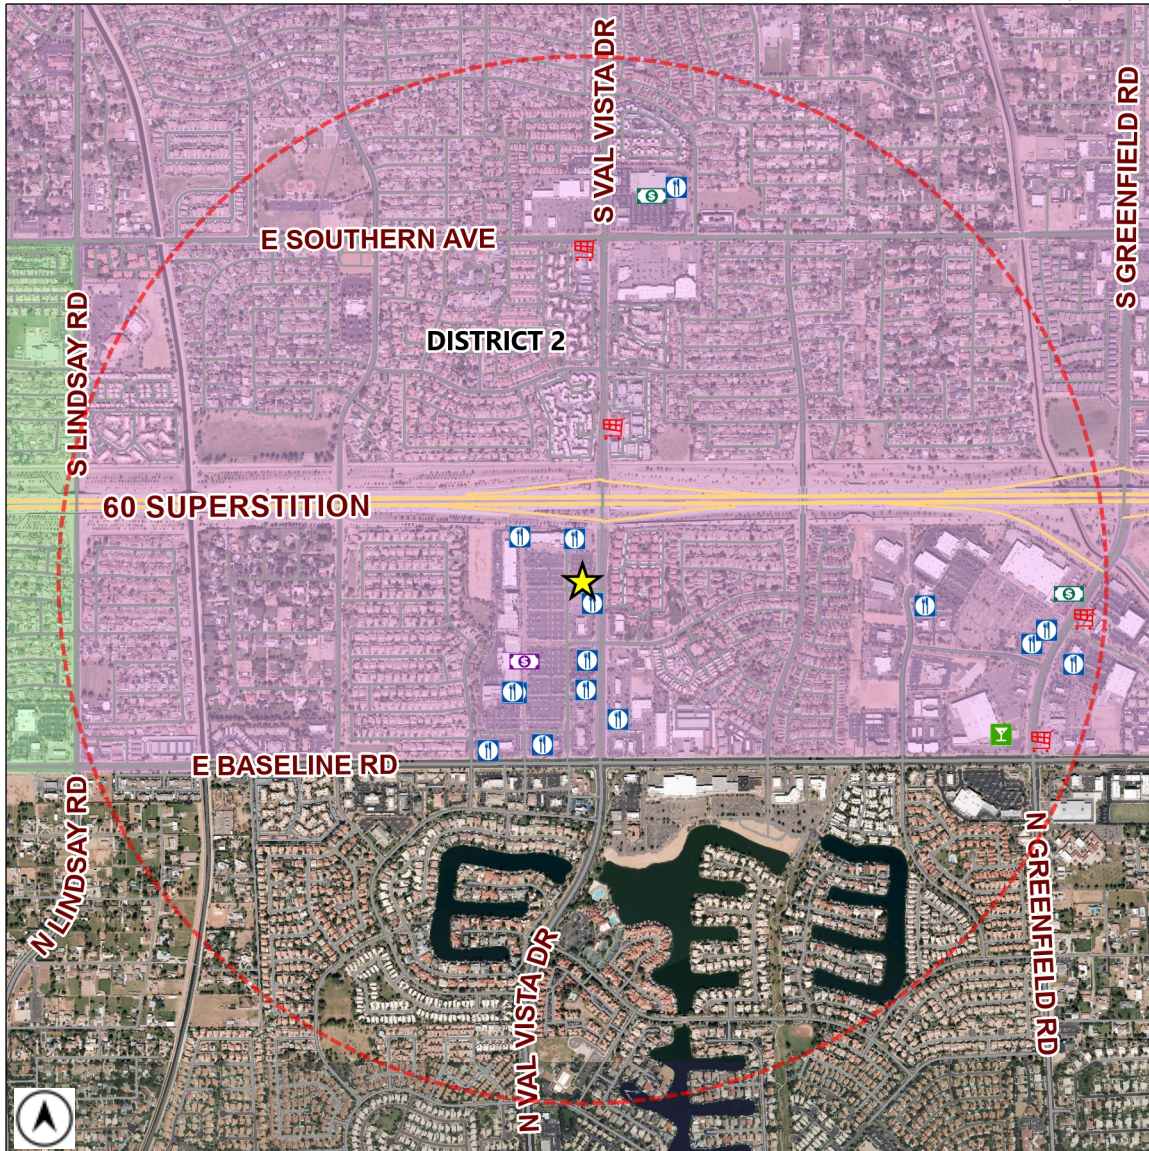 S VAL VISTA DR
S GREENFIELD RD
$
E SOUTHERN AVE
S LINDSAY RD
DISTRICT 2
60 SUPERSTITION
$
$
E BASELINE RD
N LINDSAY RD
N GREENFIELD RD
N VAL VISTA DR